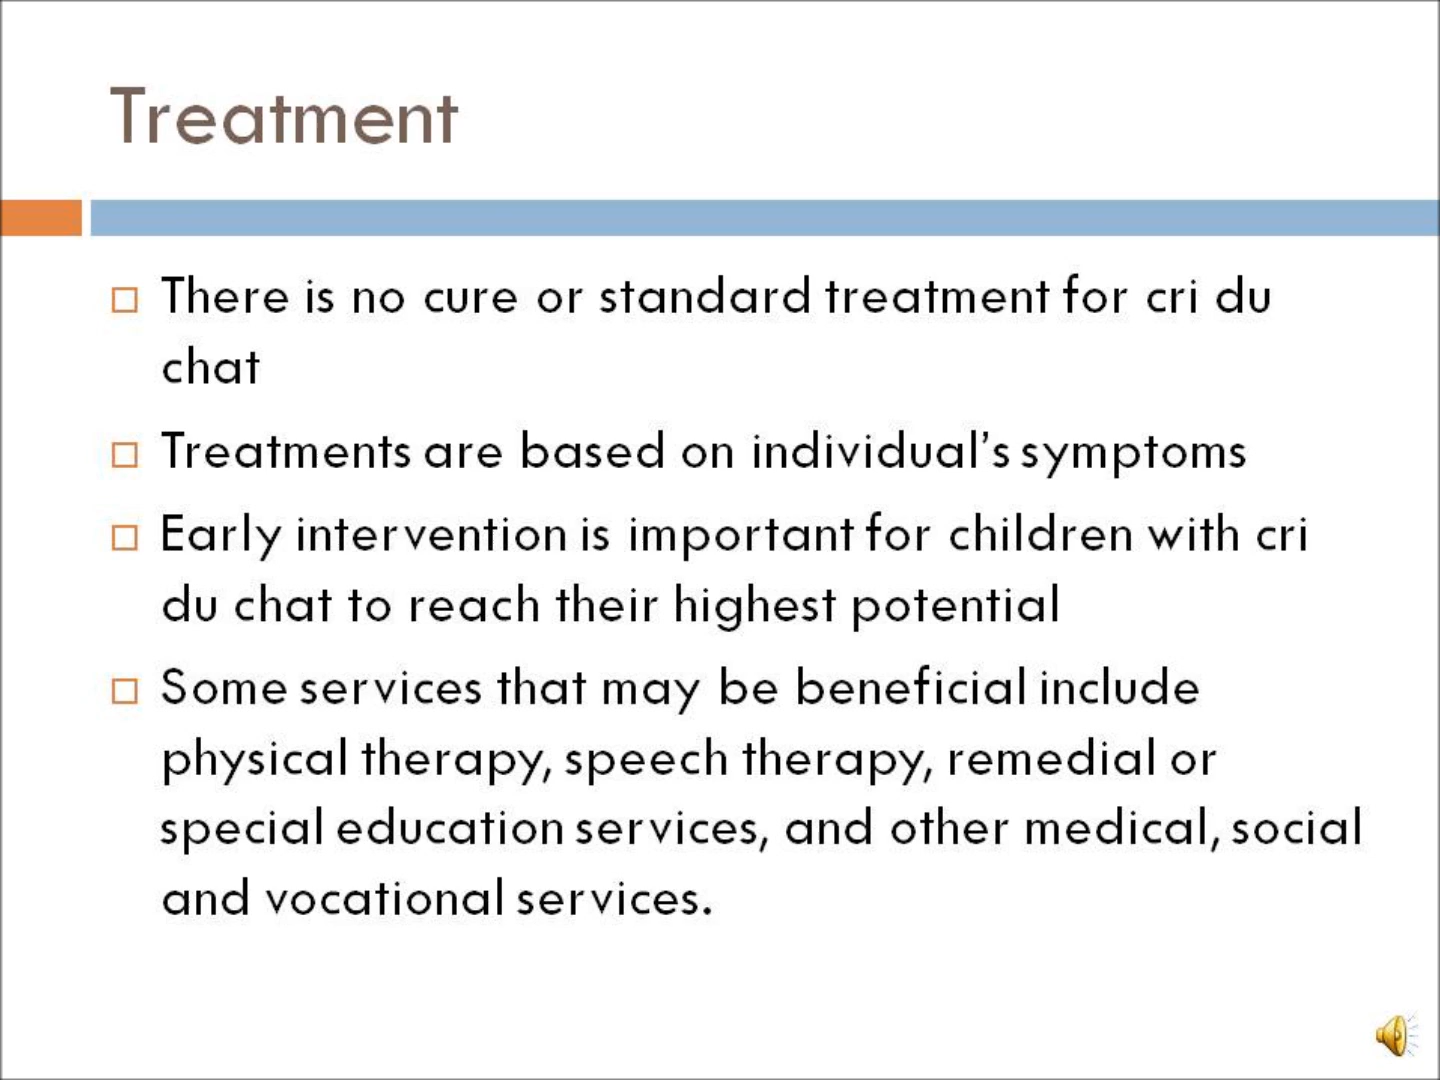 Treatment
There is no cure or standard treatment for cri du
chat
Treatments are based on individual’s symptoms
Early intervention is important for children with cri
du chat to reach their highest potential
Some services that may be beneficial include
physical therapy, speech therapy, remedial or
special education services, and other medical, social
and vocational services.